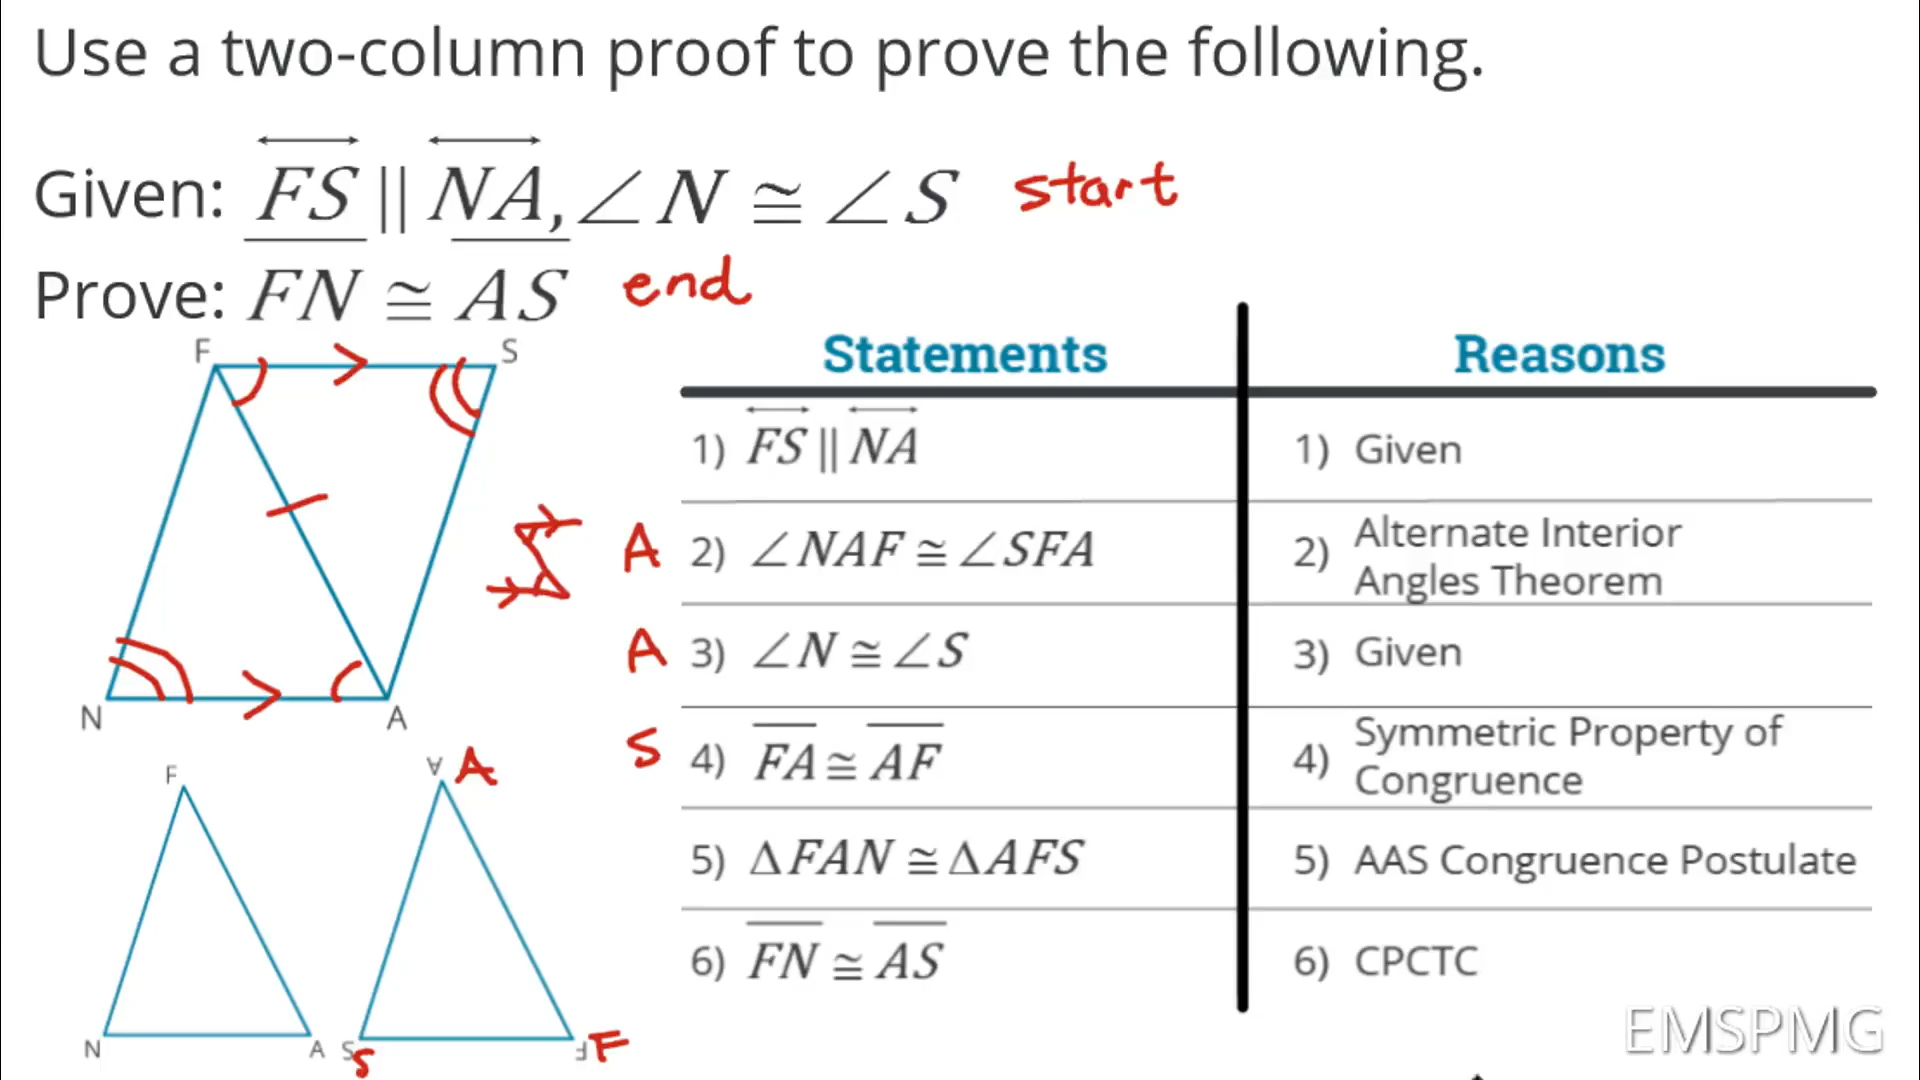 Use a two-column proof to prove the following.
Given: FS || NA, ∠N ≅ ∠S start
Prove: FN ≅ AS end
F S
N A
F ∀ A
N A S S F F
Statements Reasons
1) FS || NA 1) Given
A 2) ∠NAF ≅ ∠SFA 2) Alternate Interior
Angles Theorem
A 3) ∠N ≅ ∠S 3) Given
S 4) FA ≅ AF 4) Symmetric Property of
Congruence
5) ΔFAN ≅ ΔAFS 5) AAS Congruence Postulate
6) FN ≅ AS 6) CPCTC
EMSPMG